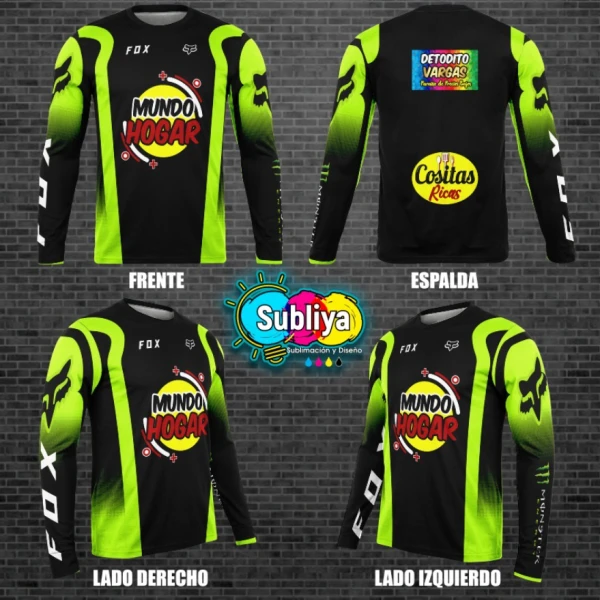 FOX
MUNDO
HOGAR
FOX
DETODITO
VARGAS
Cositas
Ricas
FOX
FRENTE
ESPALDA
Subliya
Sublimación y Diseño
FOX
MUNDO
HOGAR
FOX
FOX
MUNDO
HOGAR
FOX
MONSTER
LADO DERECHO
LADO IZQUIERDO